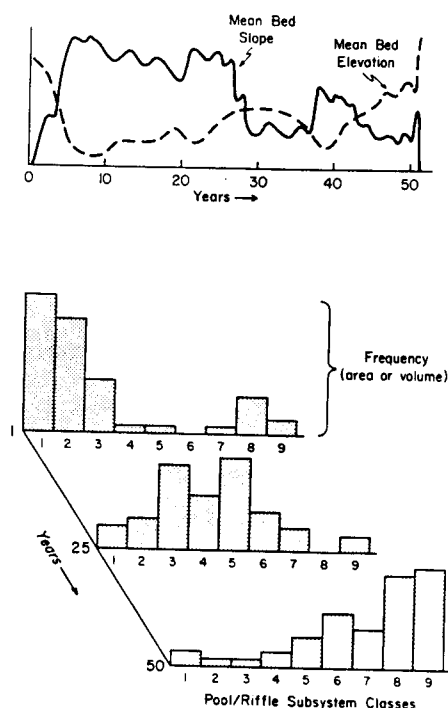 Mean Bed
Slope
Mean Bed
Elevation
0 10 20 30 40 50
Years
Frequency
(area or volume)
1
1 2 3 4 5 6 7 8 9
Years
25
1 2 3 4 5 6 7 8 9
50
1 2 3 4 5 6 7 8 9
Pool/Riffle Subsystem Classes